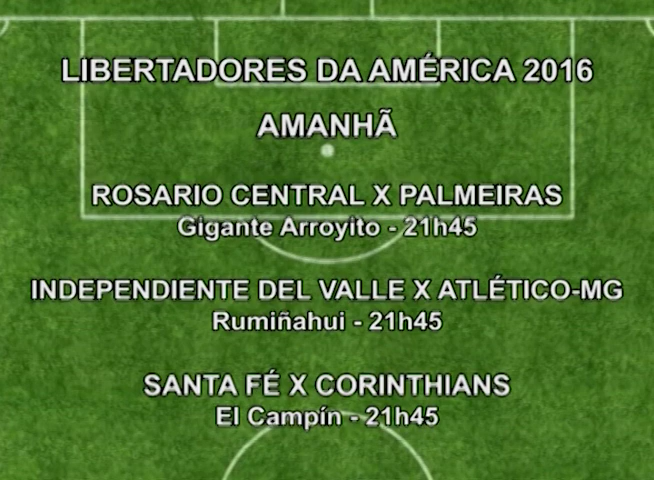 LIBERTADORES DA AMÉRICA 2016
AMANHÃ
ROSARIO CENTRAL X PALMEIRAS
Gigante Arroyito - 21h45
INDEPENDIENTE DEL VALLE X ATLÉTICO-MG
Rumiñahui - 21h45
SANTA FÉ X CORINTHIANS
El Campín - 21h45